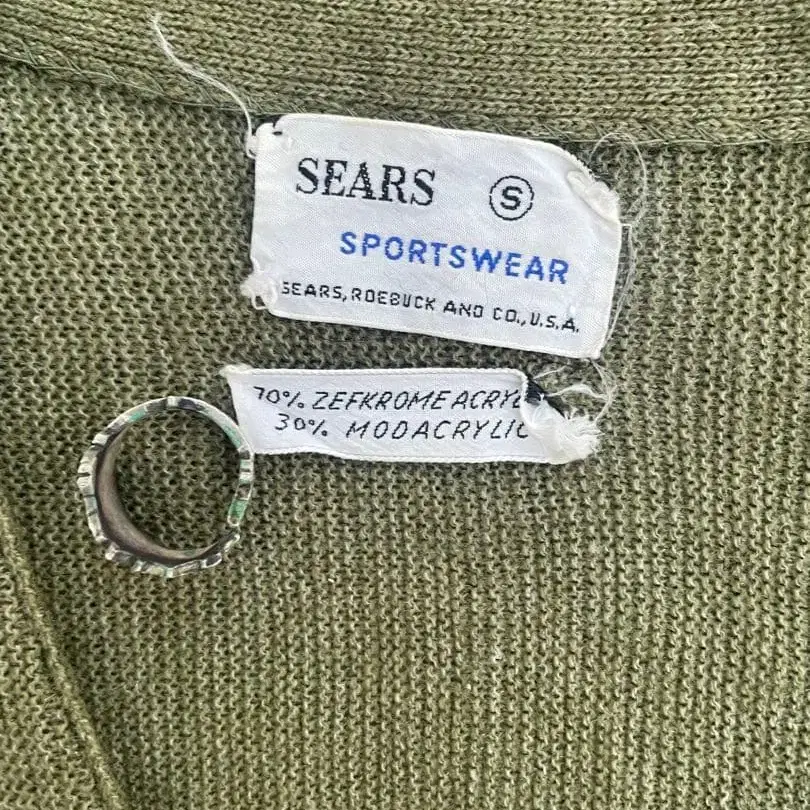 SEARS S
SPORTSWEAR
SEARS, ROEBUCK AND CO., U.S.A.
70% ZEFKROME
30% MODACRYLIC